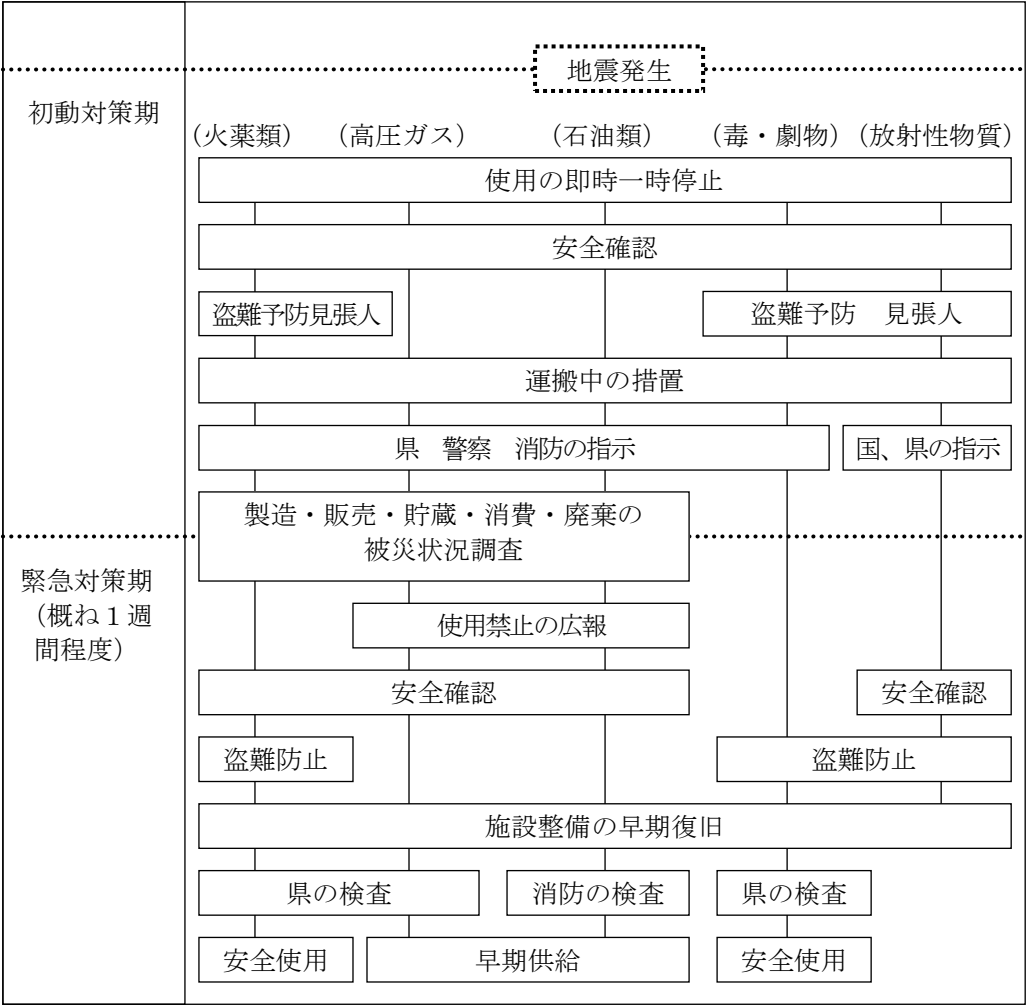 地震発生
初動対策期
（火薬類）（高圧ガス）（石油類）（毒・劇物）（放射性物質）
使用の即時一時停止
安全確認
盗難予防見張人
盗難予防　見張人
運搬中の措置
県　警察　消防の指示
国、県の指示
製造・販売・貯蔵・消費・廃棄の
被災状況調査
緊急対策期
（概ね１週
間程度）
使用禁止の広報
安全確認
安全確認
盗難防止
盗難防止
施設整備の早期復旧
県の検査
消防の検査
県の検査
安全使用
早期供給
安全使用